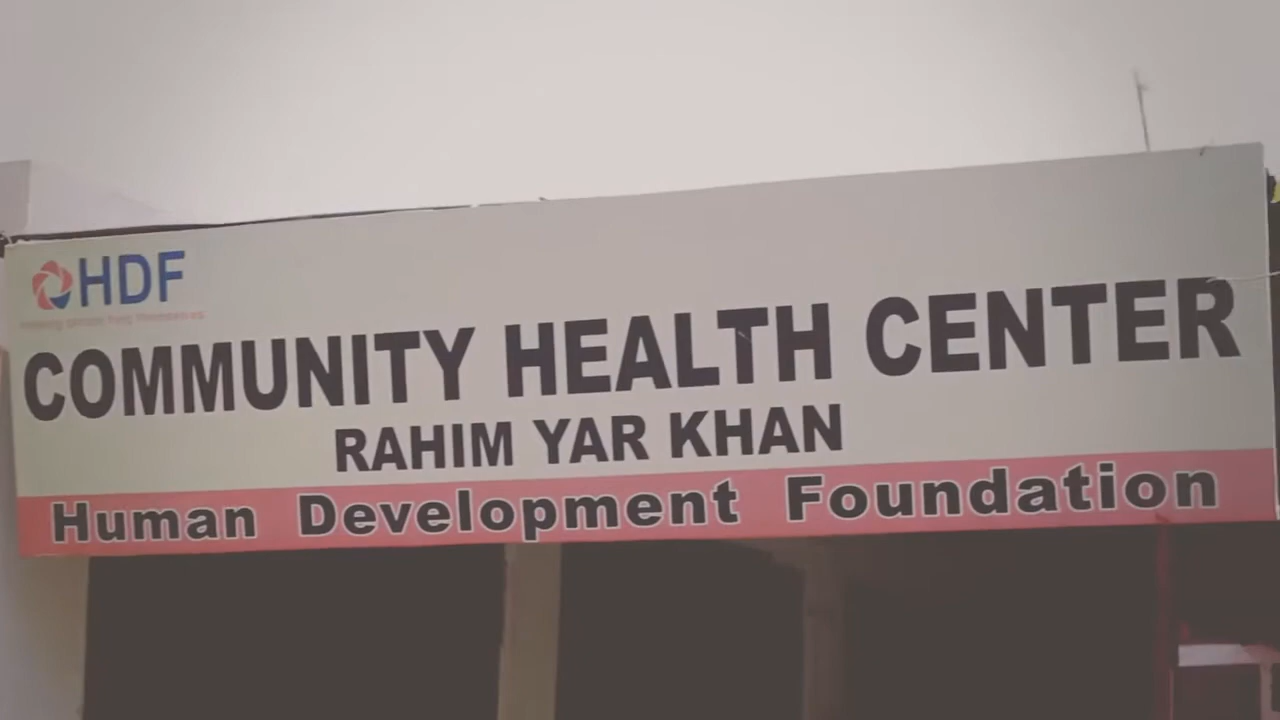 HDF
COMMUNITY HEALTH CENTER
RAHIM YAR KHAN
Human Development Foundation